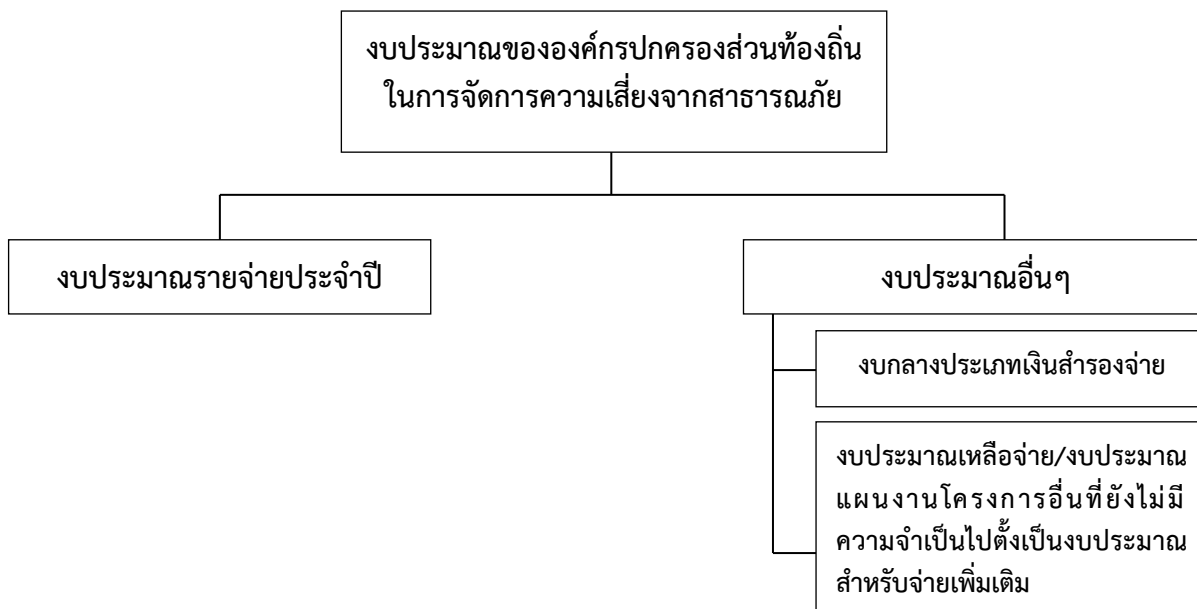 งบประมาณขององค์กรปกครองส่วนท้องถิ่น
ในการจัดการความเสี่ยงจากสาธารณภัย
งบประมาณรายจ่ายประจำปี
งบประมาณอื่นๆ
งบกลางประเภทเงินสำรองจ่าย
งบประมาณเหลือจ่าย/งบประมาณ
แผนงานโครงการอื่นที่ยังไม่มี
ความจำเป็นไปตั้งเป็นงบประมาณ
สำหรับจ่ายเพิ่มเติม